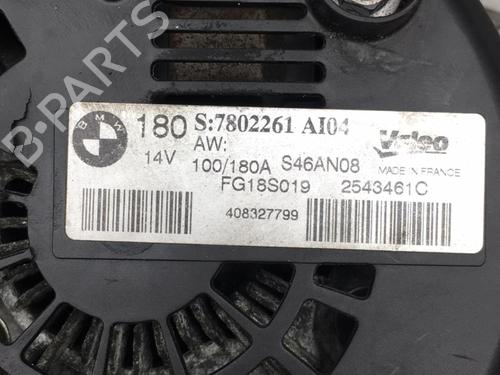 B-PARTS
BMW
180 S:7802261 AI04
AW:
Valeo
14V 100/180A S46AN08
MADE IN FRANCE
FG18S019 2543461C
408327799